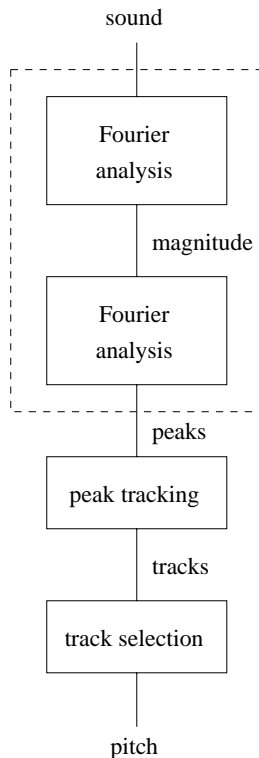 sound
Fourier
analysis
magnitude
Fourier
analysis
peaks
peak tracking
tracks
track selection
pitch